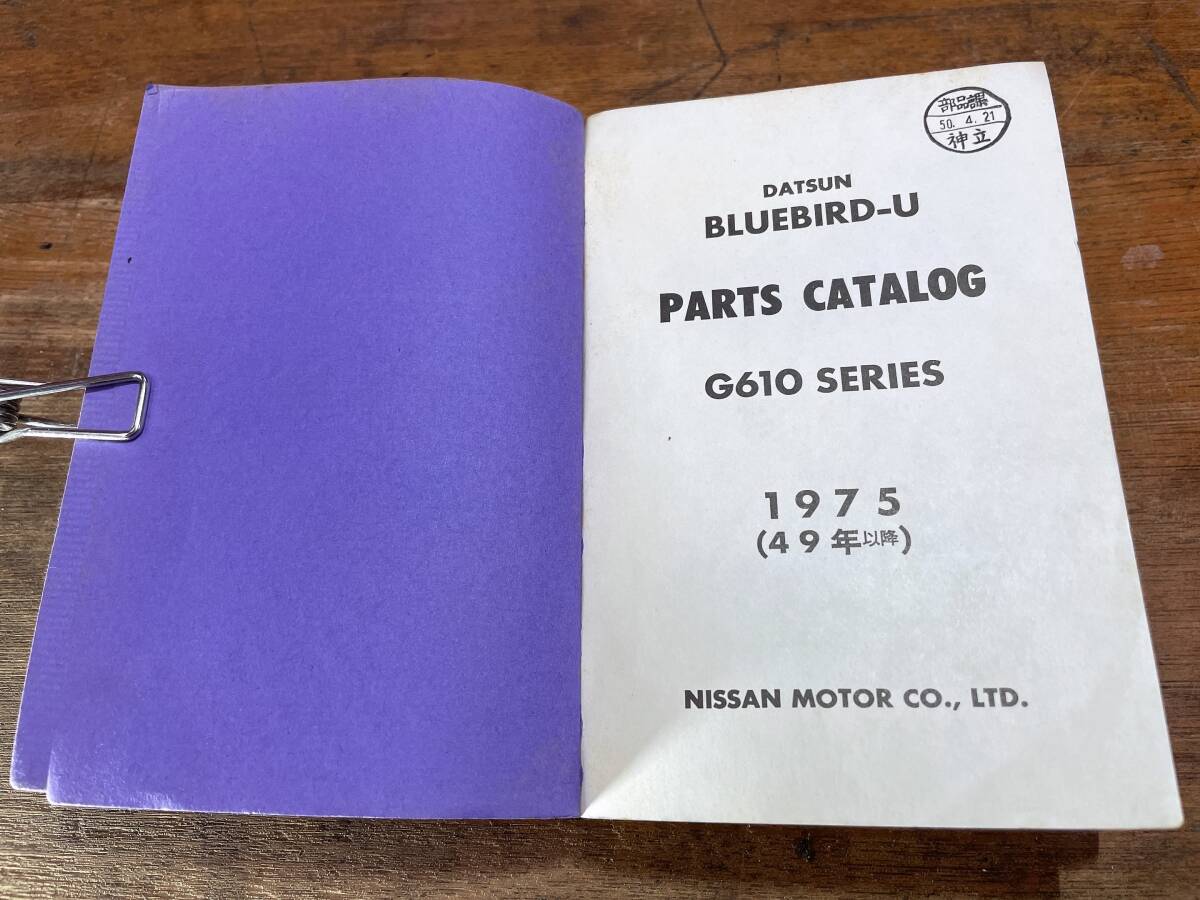 部品課
50. 4. 21
神立
DATSUN
BLUEBIRD-U
PARTS CATALOG
G610 SERIES
1975
(49年以降)
NISSAN MOTOR CO., LTD.